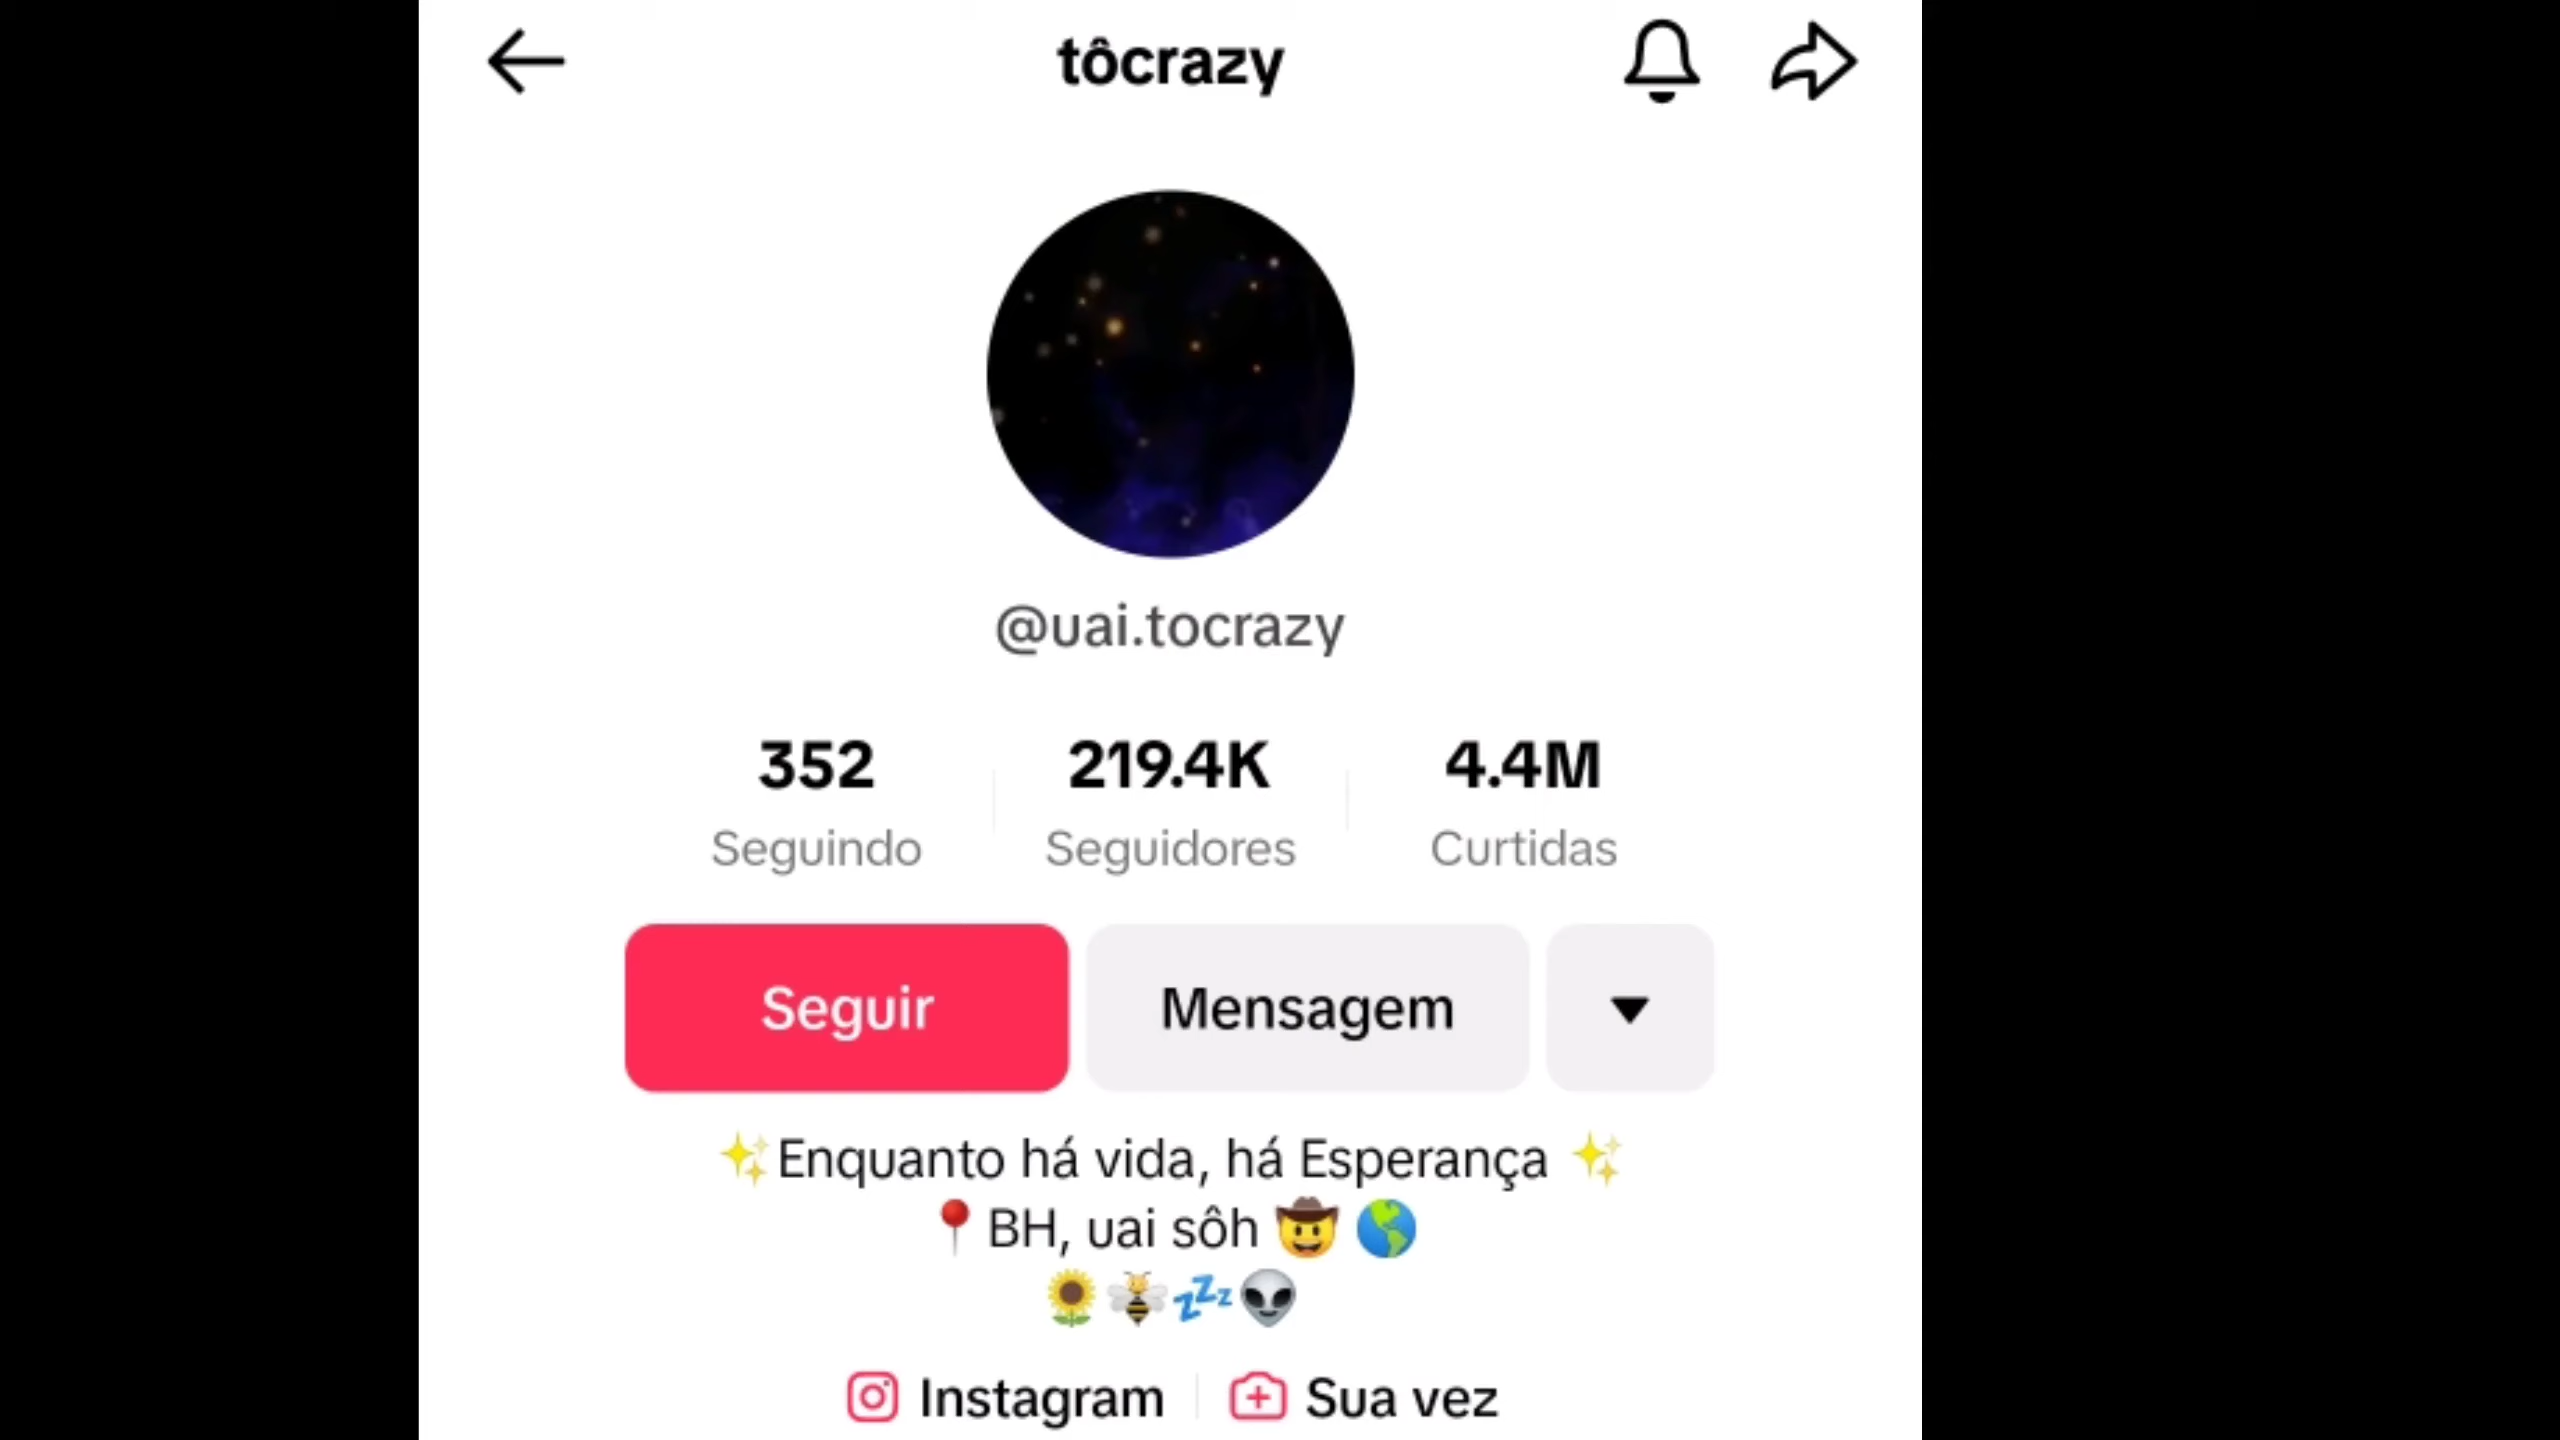 tôcrazy
@uai.tocrazy
352 219.4K 4.4M
Seguindo Seguidores Curtidas
Seguir Mensagem
✨Enquanto há vida, há Esperança ✨
📍BH, uai sôh 🤠 🌎
🌻🐝💤👽
Instagram Sua vez